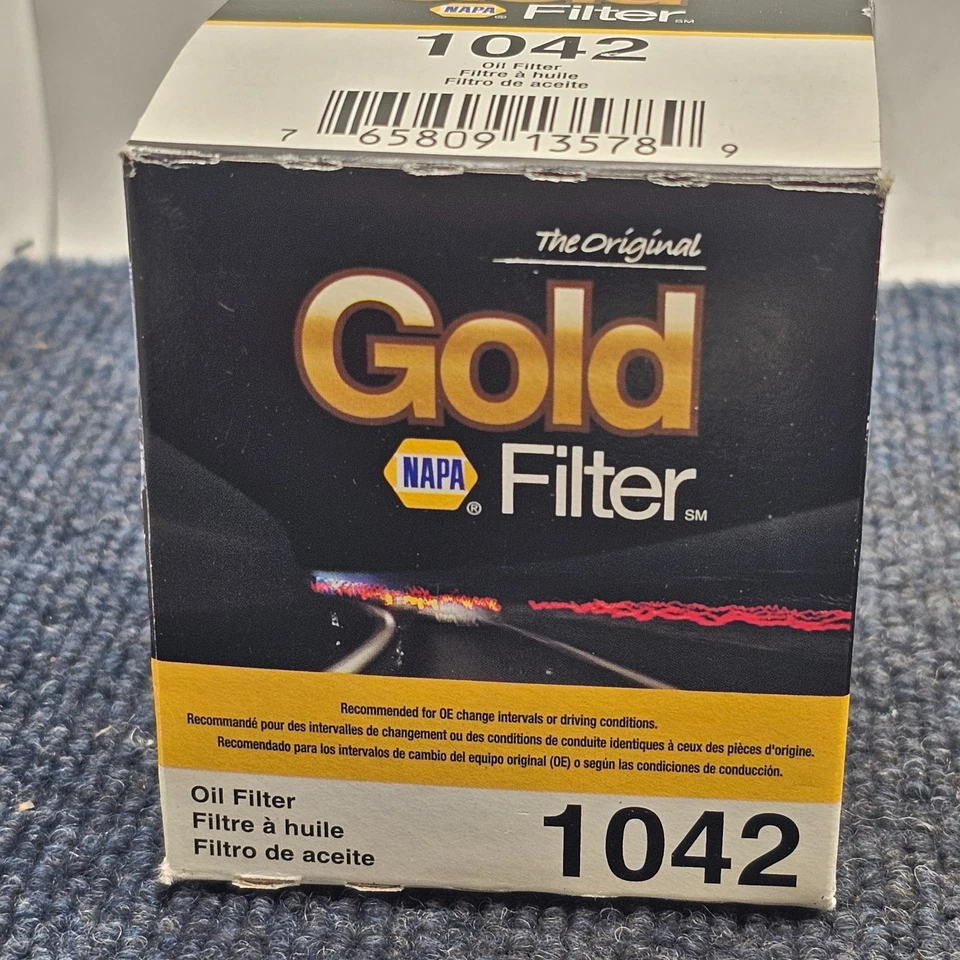 Gold
NAPA® Filter SM
1042
Oil Filter
Filtre à huile
Filtro de aceite
7 65809 13578 9
The Original
Gold
NAPA® Filter SM
Recommended for OE change intervals or driving conditions.
Recommandé pour des intervalles de changement ou des conditions de conduite identiques à ceux des pièces d'origine.
Recomendado para los intervalos de cambio del equipo original (OE) o según las condiciones de conducción.
Oil Filter
Filtre à huile
Filtro de aceite
1042